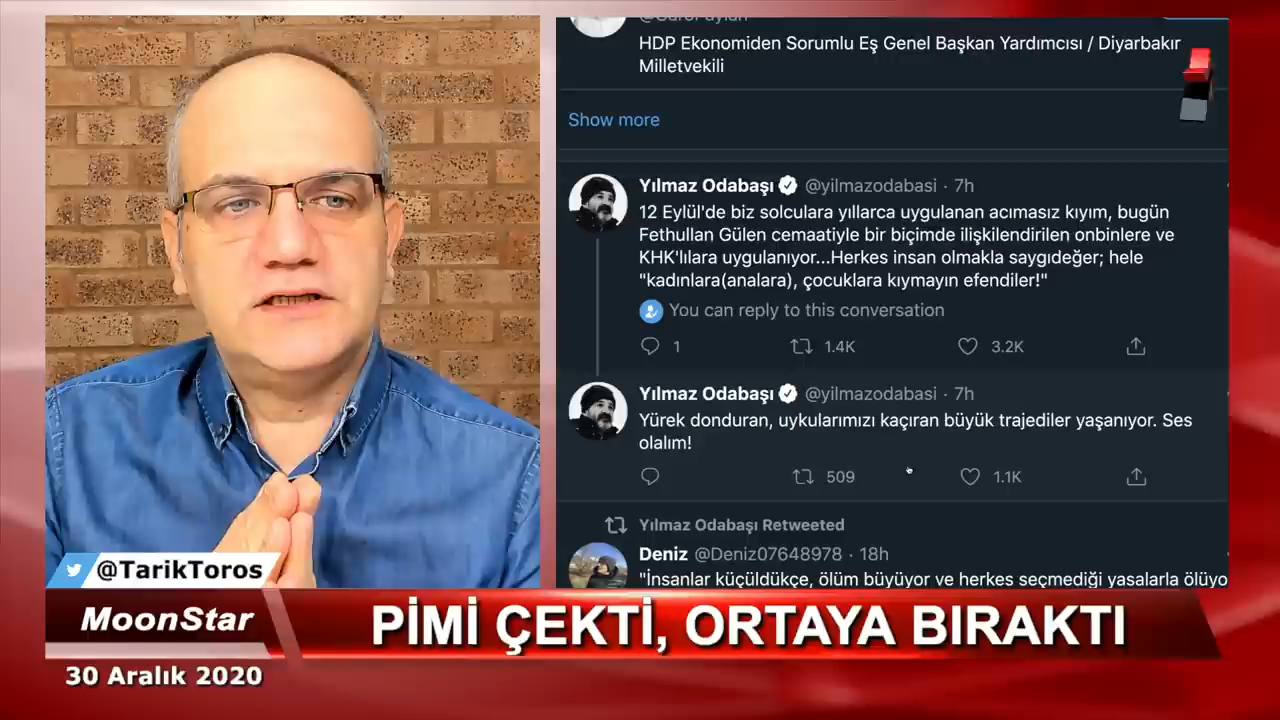 HDP Ekonomiden Sorumlu Eş Genel Başkan Yardımcısı / Diyarbakır
Milletvekili
Show more
Yılmaz Odabaşı @yilmazodabasi · 7h
12 Eylül'de biz solculara yıllarca uygulanan acımasız kıyım, bugün
Fethullan Gülen cemaatiyle bir biçimde ilişkilendirilen onbinlere ve
KHK'lılara uygulanıyor...Herkes insan olmakla saygıdeğer; hele
"kadınlara(analara), çocuklara kıymayın efendiler!"
You can reply to this conversation
1 1.4K 3.2K
Yılmaz Odabaşı @yilmazodabasi · 7h
Yürek donduran, uykularımızı kaçıran büyük trajediler yaşanıyor. Ses
olalım!
509 1.1K
Yılmaz Odabaşı Retweeted
Deniz @Deniz07648978 · 18h
"İnsanlar küçüldükçe, ölüm büyüyor ve herkes seçmediği yasalarla ölüyo
@TarikToros
MoonStar
PİMİ ÇEKTİ, ORTAYA BIRAKTI
30 Aralık 2020